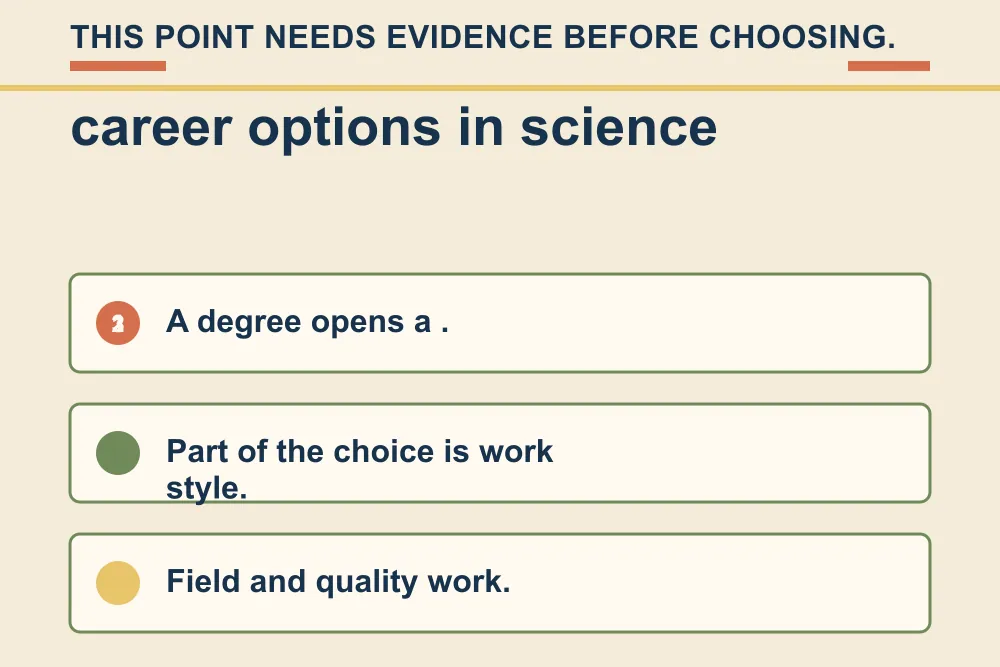 THIS POINT NEEDS EVIDENCE BEFORE CHOOSING.
career options in science
A degree opens a .
Part of the choice is work
style.
Field and quality work.